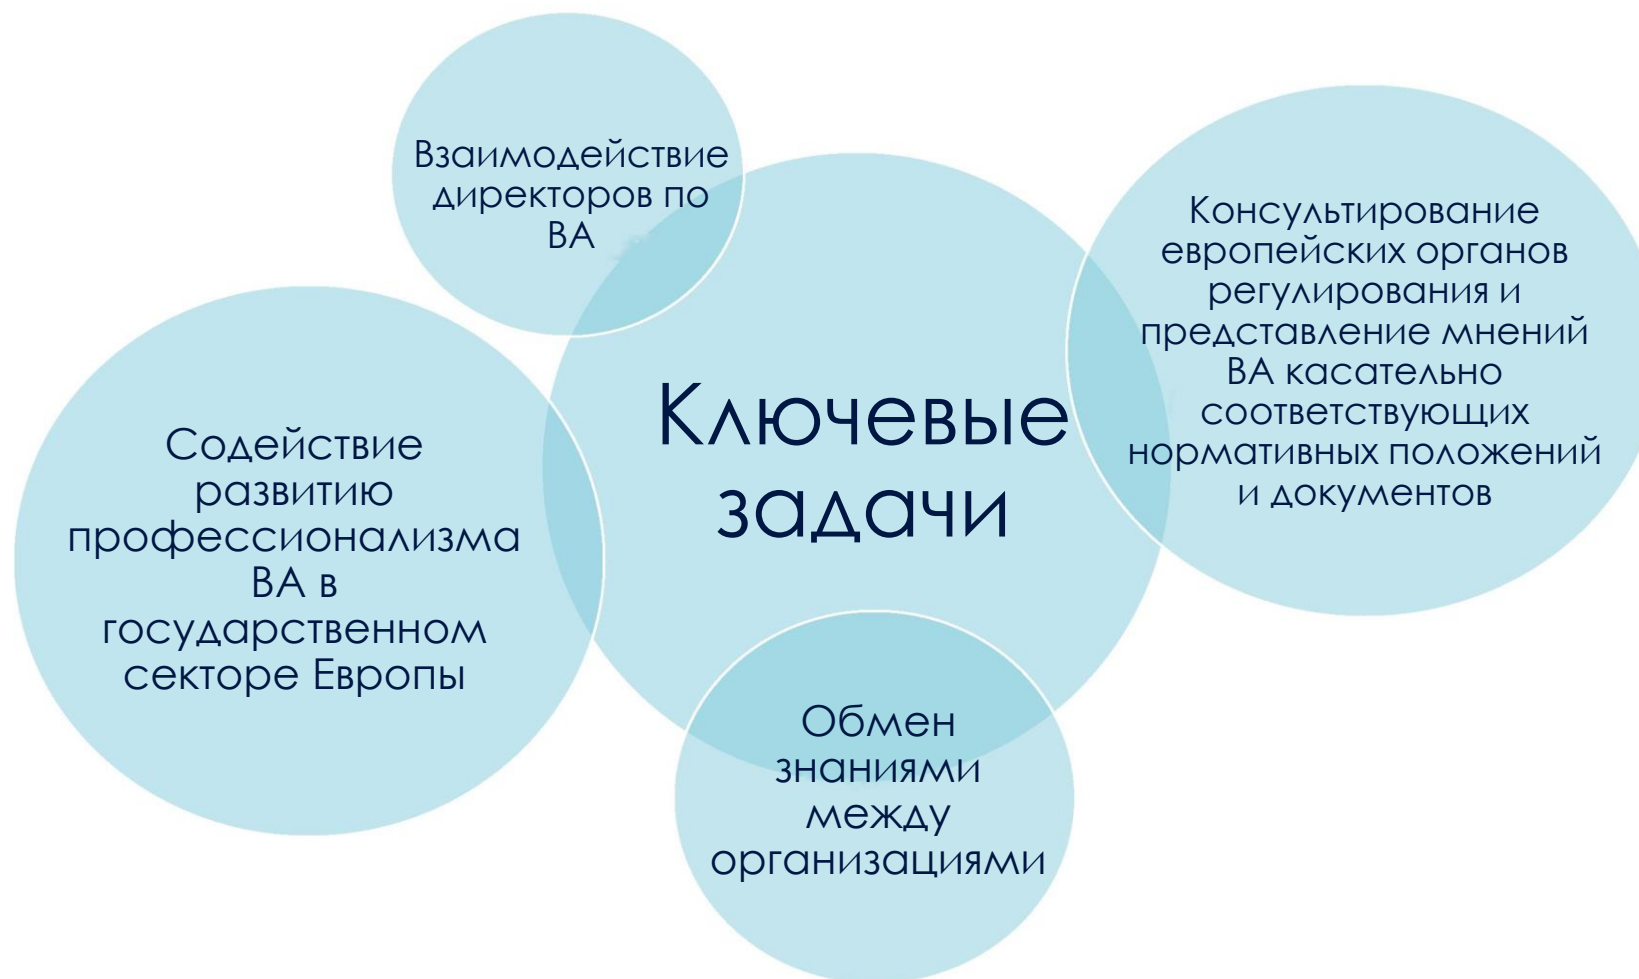 Взаимодействие
директоров по
ВА
Консультирование
европейских органов
регулирования и
представление мнений
ВА касательно
соответствующих
нормативных положений
и документов
Ключевые
задачи
Содействие
развитию
профессионализма
ВА в
государственном
секторе Европы
Обмен
знаниями
между
организациями